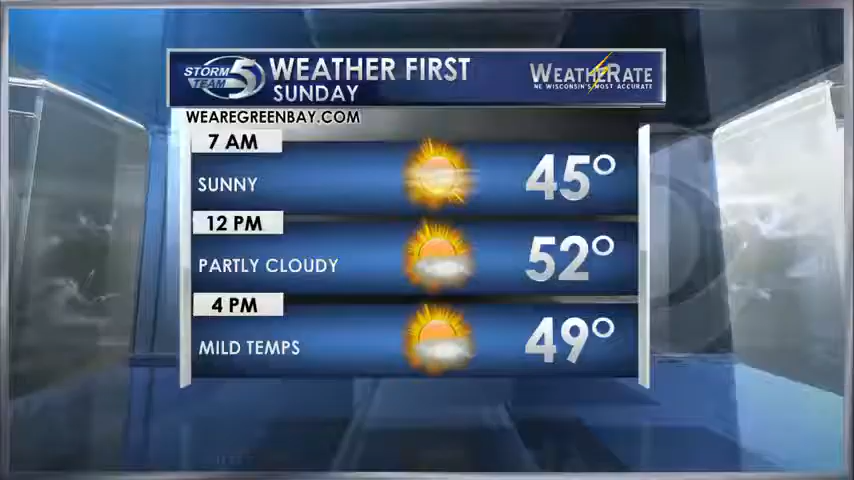 STORM TEAM 5
WEATHER FIRST
SUNDAY
WEATHERATE
NE WISCONSIN'S MOST ACCURATE
WEAREGREENBAY.COM
7 AM
SUNNY
45°
12 PM
PARTLY CLOUDY
52°
4 PM
MILD TEMPS
49°